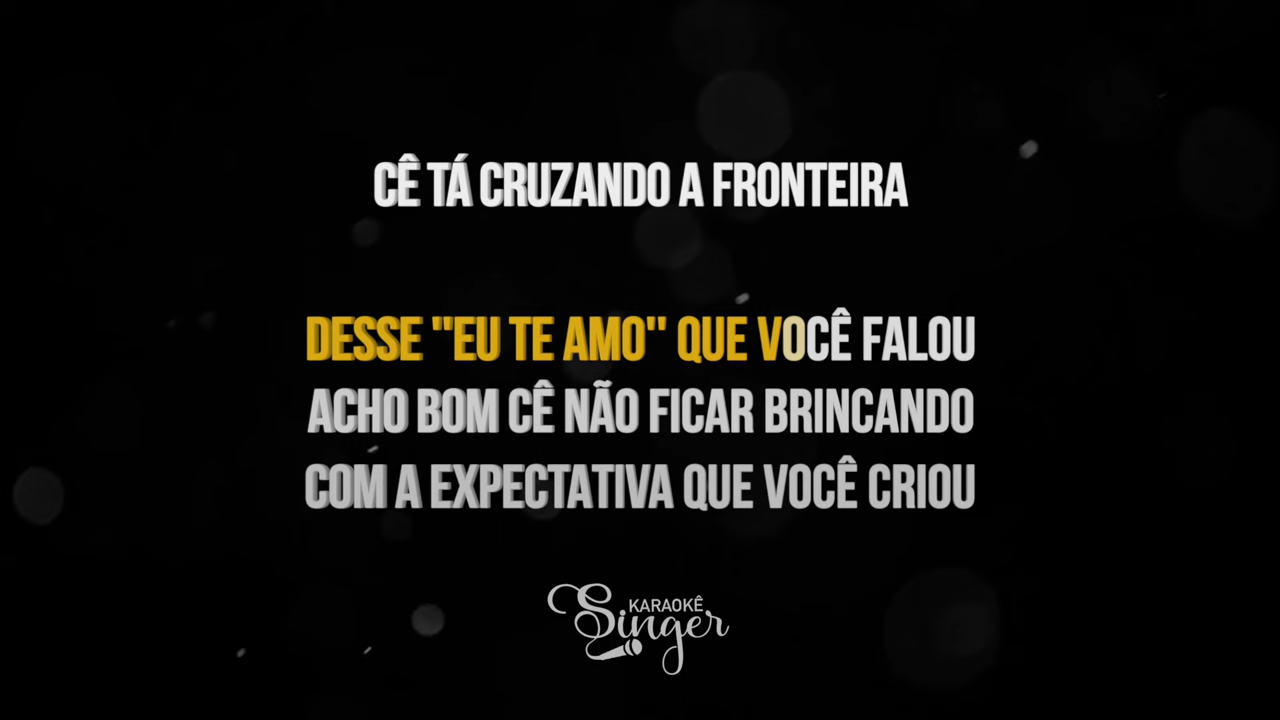 CÊ TÁ CRUZANDO A FRONTEIRA
DESSE "EU TE AMO" QUE VOCÊ FALOU
ACHO BOM CÊ NÃO FICAR BRINCANDO
COM A EXPECTATIVA QUE VOCÊ CRIOU
KARAOKÊ
Singer